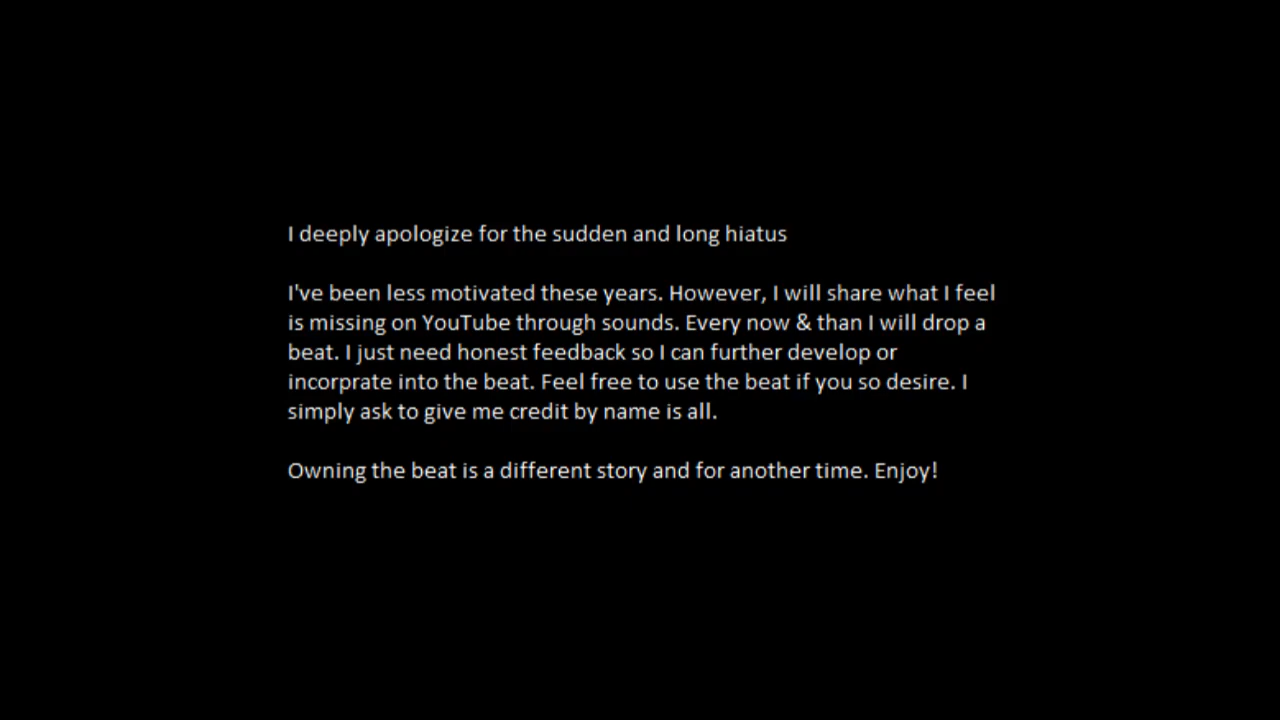 I deeply apologize for the sudden and long hiatus
I've been less motivated these years. However, I will share what I feel
is missing on YouTube through sounds. Every now & than I will drop a
beat. I just need honest feedback so I can further develop or
incorprate into the beat. Feel free to use the beat if you so desire. I
simply ask to give me credit by name is all.
Owning the beat is a different story and for another time. Enjoy!